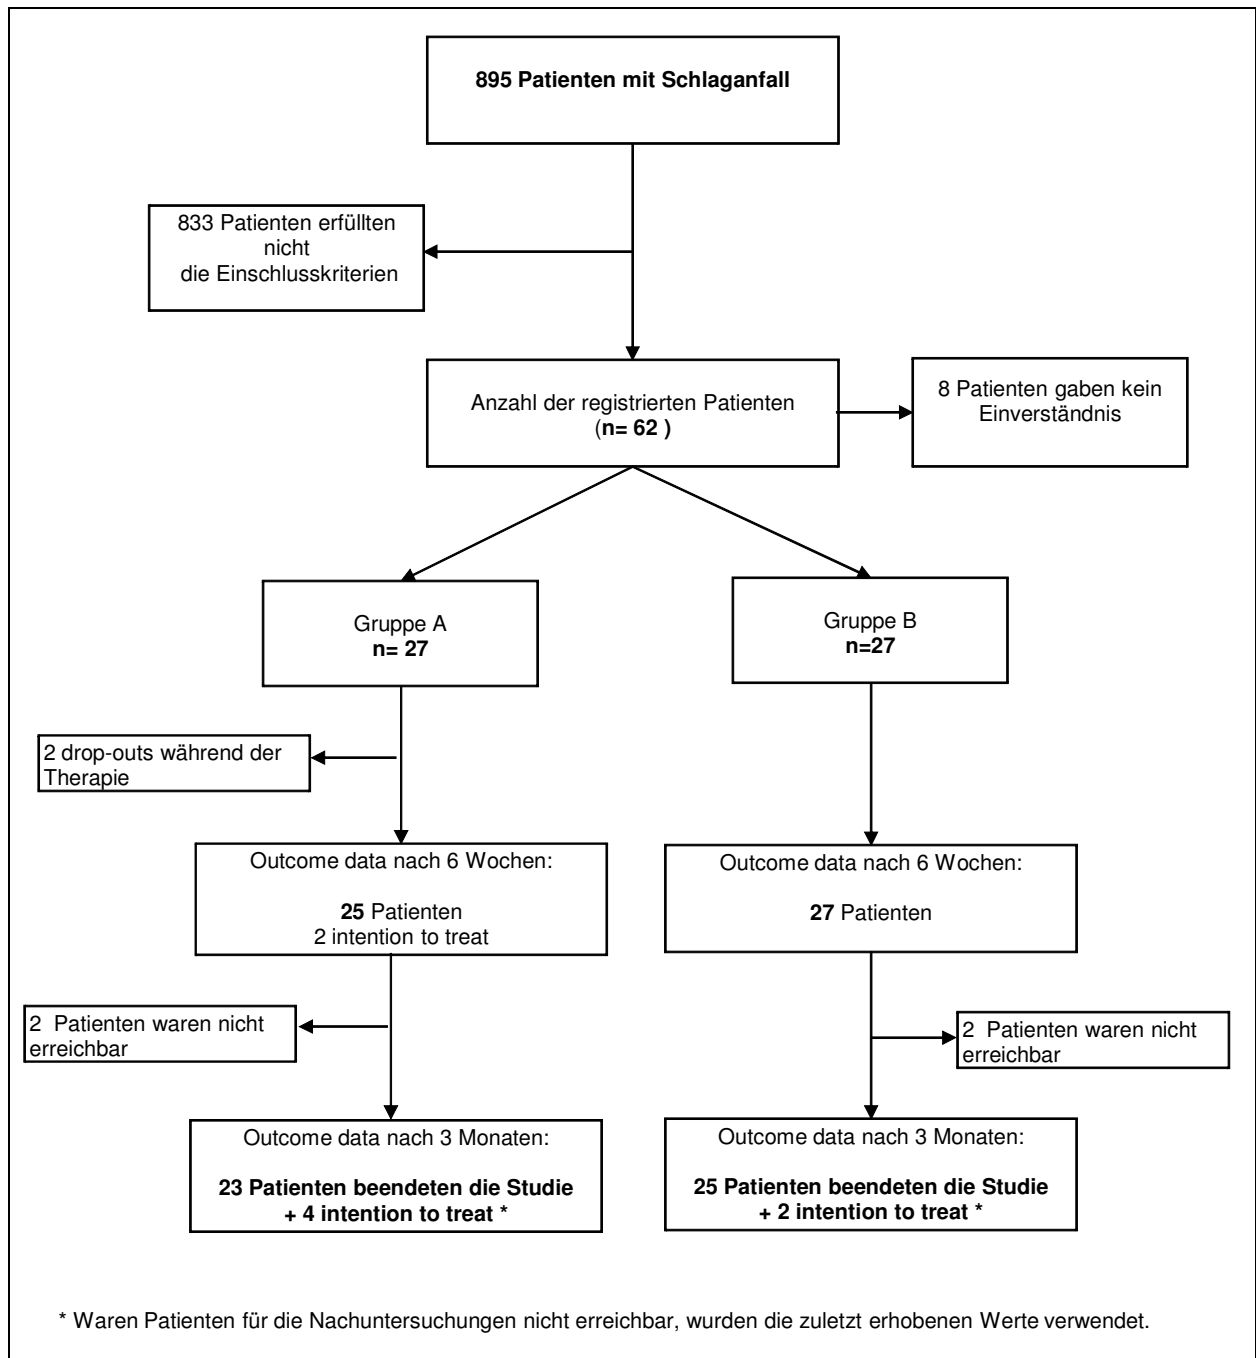 895 Patienten mit Schlaganfall
833 Patienten erfüllten
nicht
die Einschlusskriterien
Anzahl der registrierten Patienten
(n= 62 )
8 Patienten gaben kein
Einverständnis
Gruppe A
n= 27
Gruppe B
n=27
2 drop-outs während der
Therapie
Outcome data nach 6 Wochen:
25 Patienten
2 intention to treat
Outcome data nach 6 Wochen:
27 Patienten
2 Patienten waren nicht
erreichbar
2 Patienten waren nicht
erreichbar
Outcome data nach 3 Monaten:
23 Patienten beendeten die Studie
+ 4 intention to treat *
Outcome data nach 3 Monaten:
25 Patienten beendeten die Studie
+ 2 intention to treat *
* Waren Patienten für die Nachuntersuchungen nicht erreichbar, wurden die zuletzt erhobenen Werte verwendet.